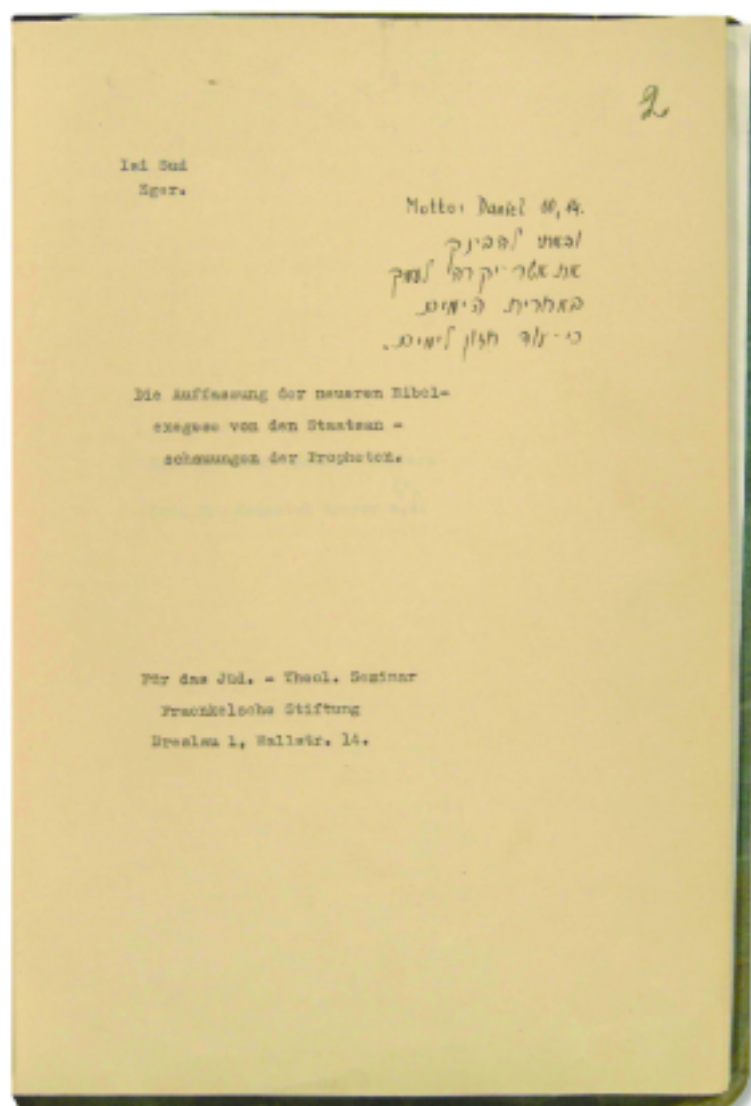 2
Sud
Eger.
Motto: Daniel 10, 14.
ובאתי להבינך
את אשר-יקרה לעמך
באחרית הימים
כי-עוד חזון לימים.
Die Auffassung der neueren Bibel=
exegese von den Staatsan -
schauungen der Propheten.
Für das Jüd. - Theol. Seminar
Fraenkelsche Stiftung
Breslau 1, Wallstr. 14.